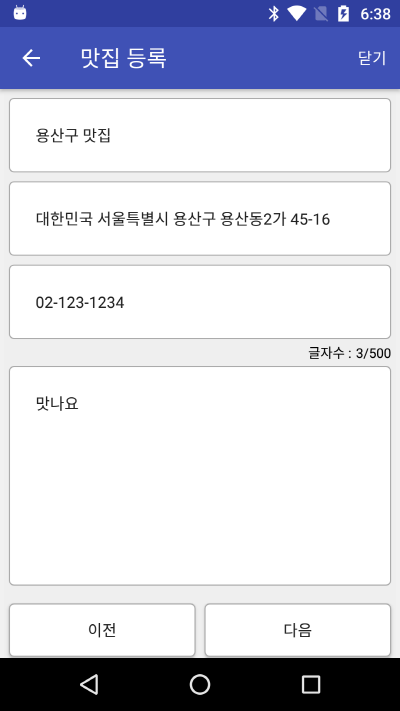 6:38
맛집 등록
닫기
용산구 맛집
대한민국 서울특별시 용산구 용산동2가 45-16
02-123-1234
글자수 : 3/500
맛나요
이전
다음